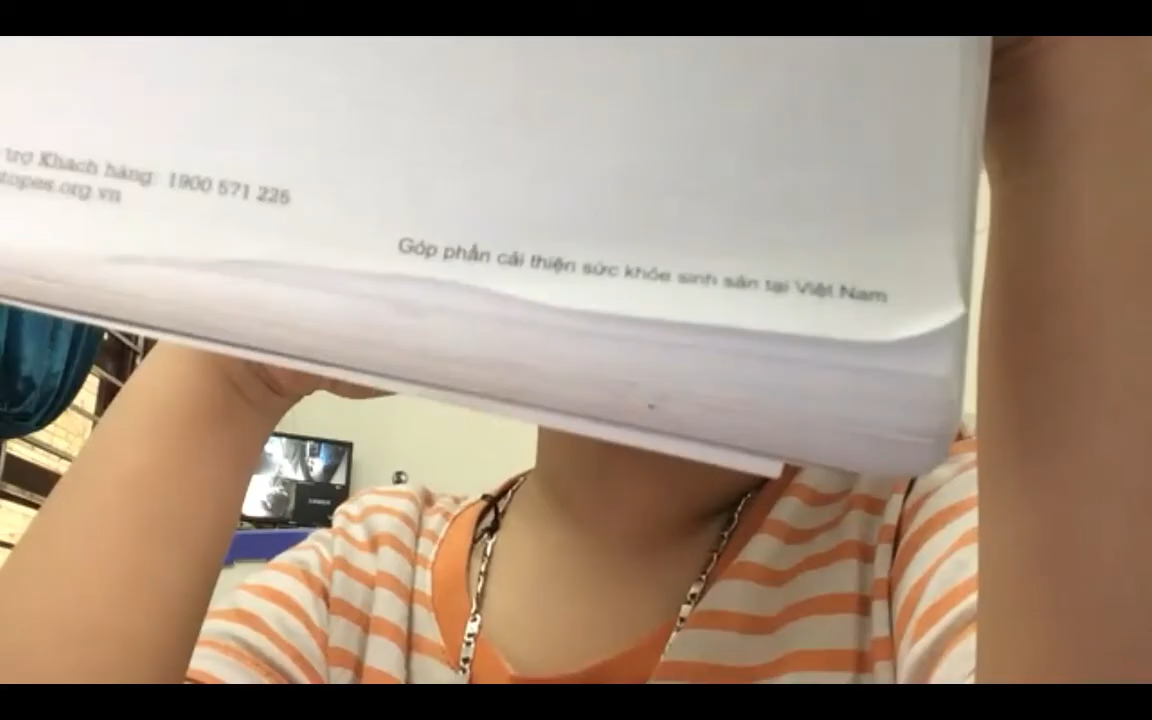 trợ Khách hàng: 1900 571 225
topes.org.vn
Góp phần cải thiện sức khỏe sinh sản tại Việt Nam